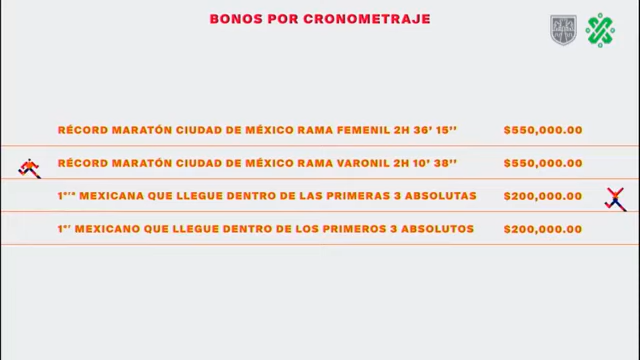 BONOS POR CRONOMETRAJE
RÉCORD MARATÓN CIUDAD DE MÉXICO RAMA FEMENIL 2H 36’ 15’’ $550,000.00
RÉCORD MARATÓN CIUDAD DE MÉXICO RAMA VARONIL 2H 10’ 38’’ $550,000.00
1ᵉʳᵃ MEXICANA QUE LLEGUE DENTRO DE LAS PRIMERAS 3 ABSOLUTAS $200,000.00
1ᵉʳ MEXICANO QUE LLEGUE DENTRO DE LOS PRIMEROS 3 ABSOLUTOS $200,000.00